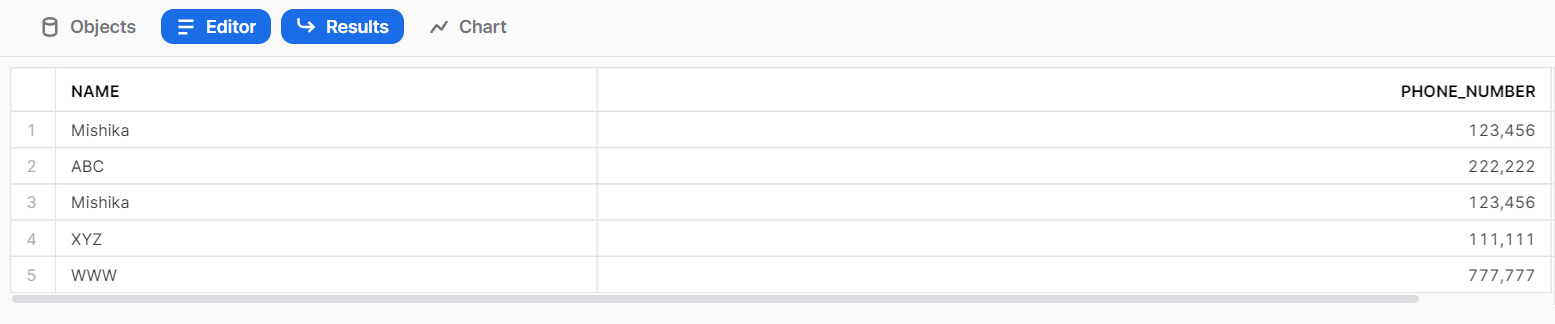 Objects Editor Results Chart
NAME PHONE_NUMBER
1 Mishika 123,456
2 ABC 222,222
3 Mishika 123,456
4 XYZ 111,111
5 WWW 777,777